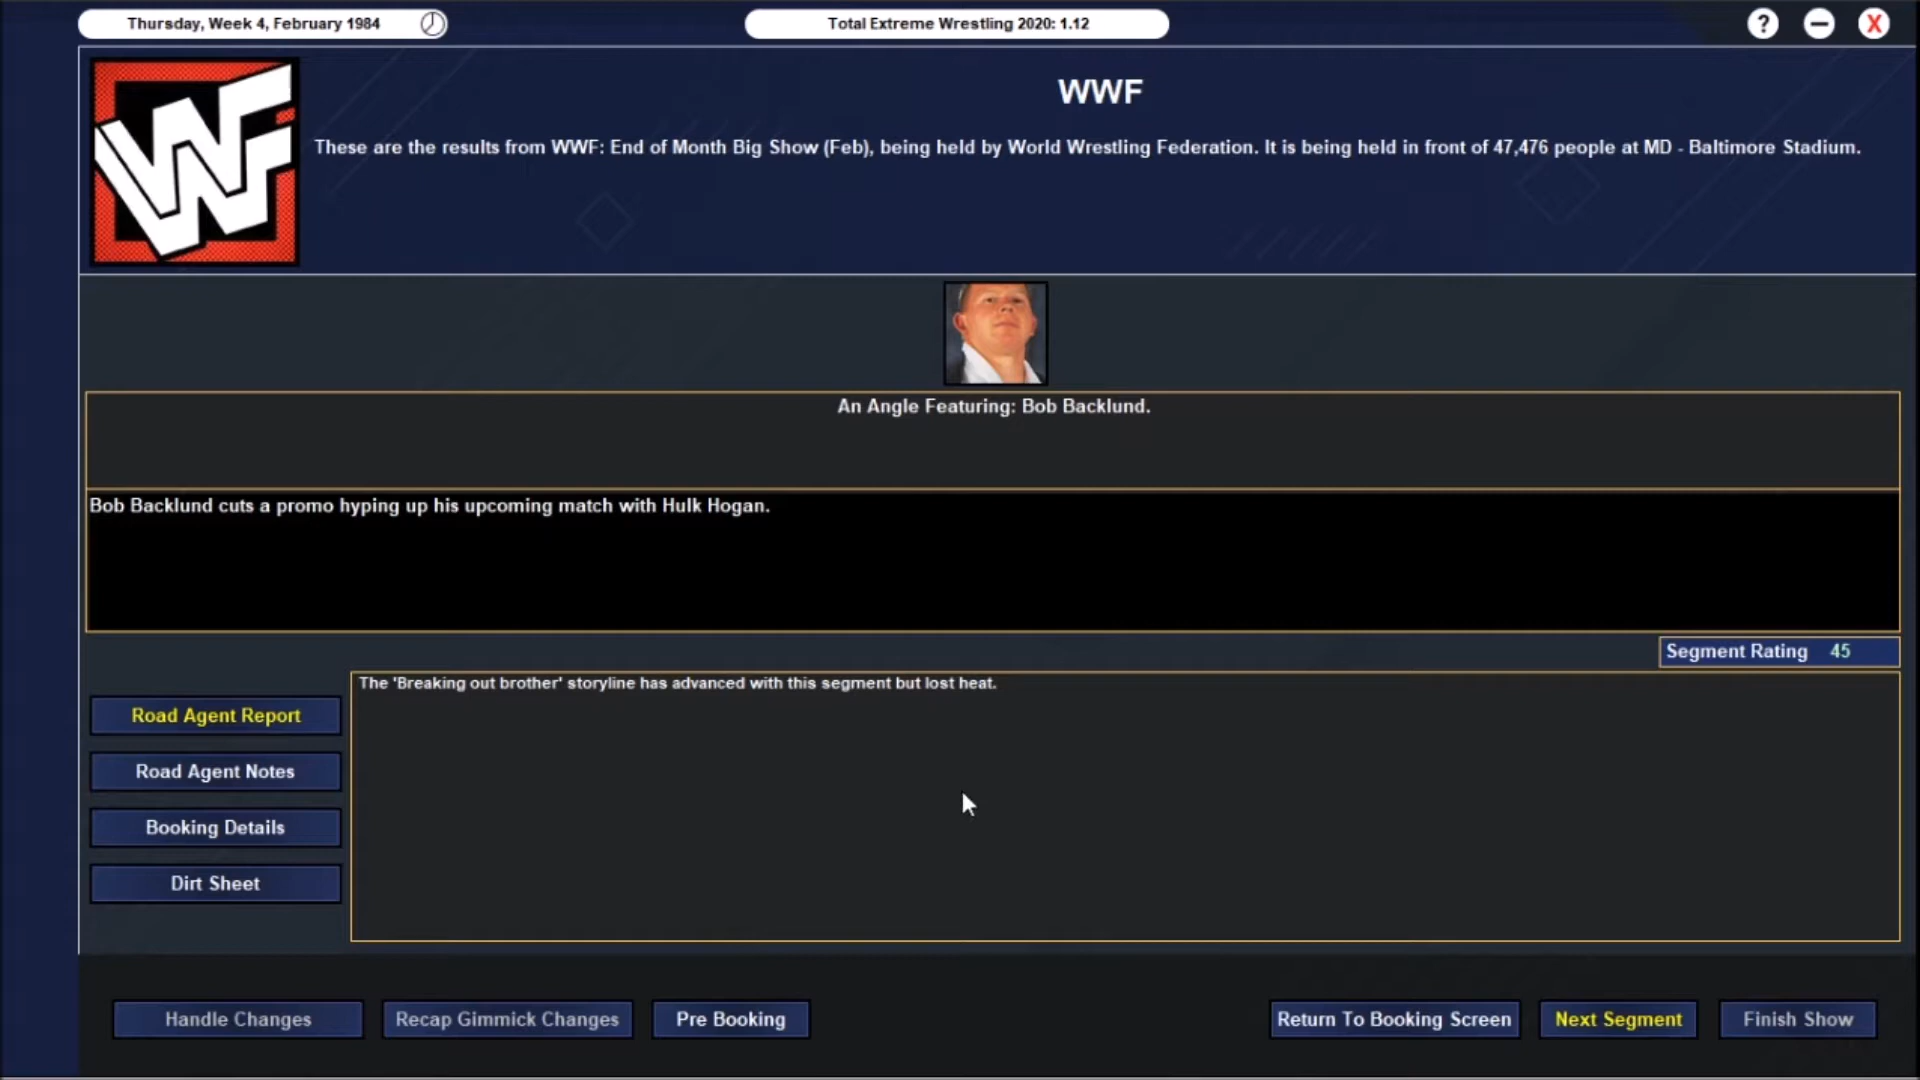 Thursday, Week 4, February 1984
Total Extreme Wrestling 2020: 1.12
?
X
WF
WWF
These are the results from WWF: End of Month Big Show (Feb), being held by World Wrestling Federation. It is being held in front of 47,476 people at MD - Baltimore Stadium.
An Angle Featuring: Bob Backlund.
Bob Backlund cuts a promo hyping up his upcoming match with Hulk Hogan.
Segment Rating 45
The 'Breaking out brother' storyline has advanced with this segment but lost heat.
Road Agent Report
Road Agent Notes
Booking Details
Dirt Sheet
Handle Changes
Recap Gimmick Changes
Pre Booking
Return To Booking Screen
Next Segment
Finish Show